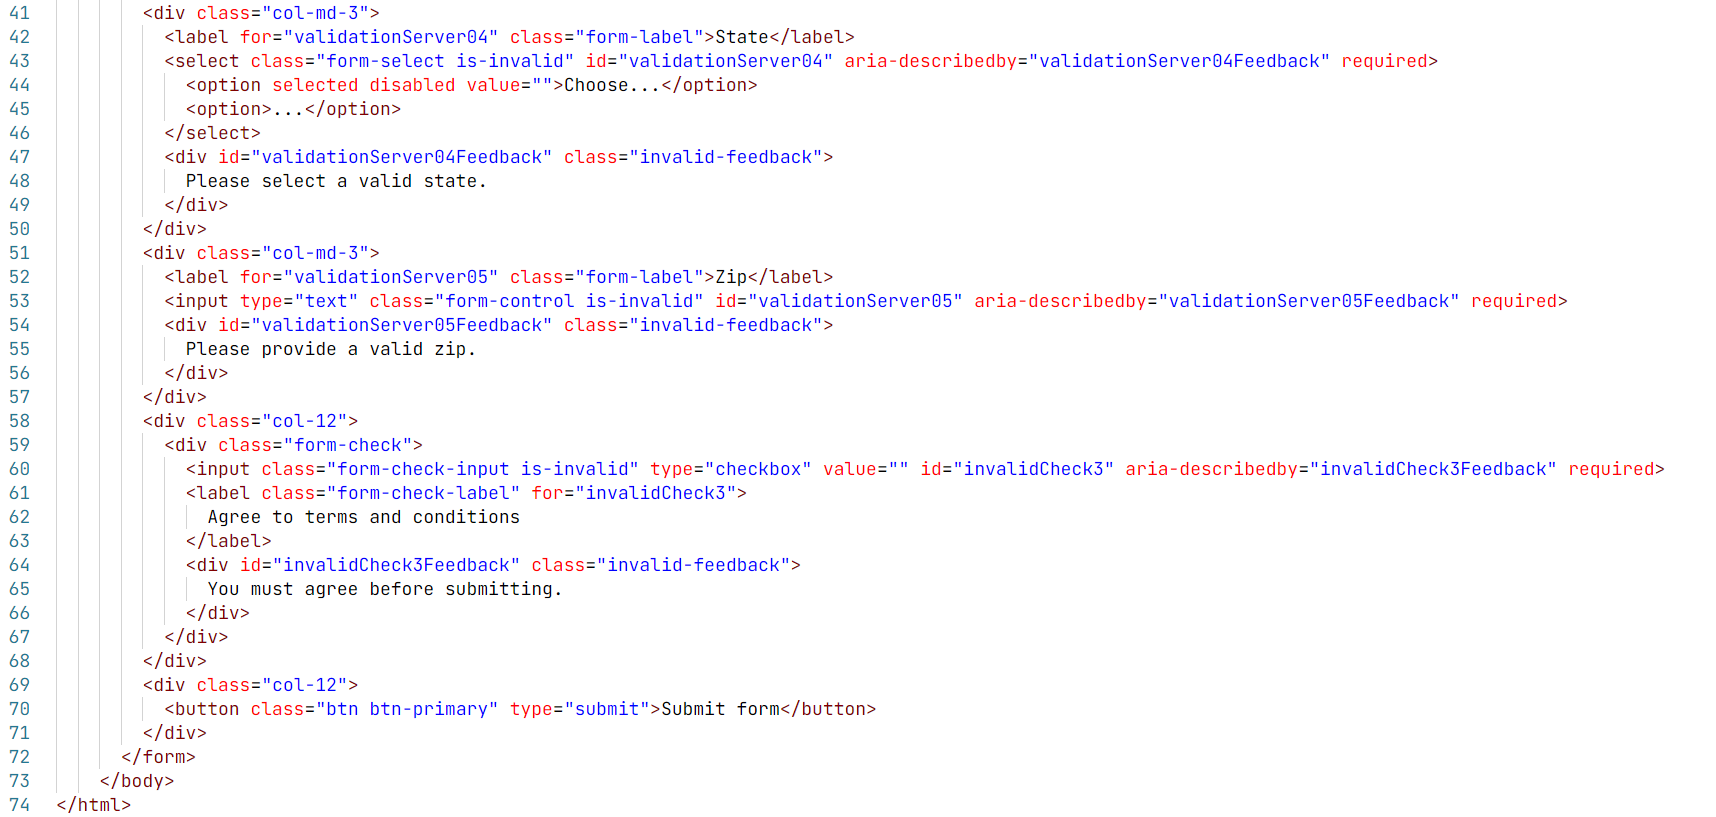 41 <div class="col-md-3">
42 <label for="validationServer04" class="form-label">State</label>
43 <select class="form-select is-invalid" id="validationServer04" aria-describedby="validationServer04Feedback" required>
44 <option selected disabled value="">Choose...</option>
45 <option>...</option>
46 </select>
47 <div id="validationServer04Feedback" class="invalid-feedback">
48 Please select a valid state.
49 </div>
50 </div>
51 <div class="col-md-3">
52 <label for="validationServer05" class="form-label">Zip</label>
53 <input type="text" class="form-control is-invalid" id="validationServer05" aria-describedby="validationServer05Feedback" required>
54 <div id="validationServer05Feedback" class="invalid-feedback">
55 Please provide a valid zip.
56 </div>
57 </div>
58 <div class="col-12">
59 <div class="form-check">
60 <input class="form-check-input is-invalid" type="checkbox" value="" id="invalidCheck3" aria-describedby="invalidCheck3Feedback" required>
61 <label class="form-check-label" for="invalidCheck3">
62 Agree to terms and conditions
63 </label>
64 <div id="invalidCheck3Feedback" class="invalid-feedback">
65 You must agree before submitting.
66 </div>
67 </div>
68 </div>
69 <div class="col-12">
70 <button class="btn btn-primary" type="submit">Submit form</button>
71 </div>
72 </form>
73 </body>
74 </html>